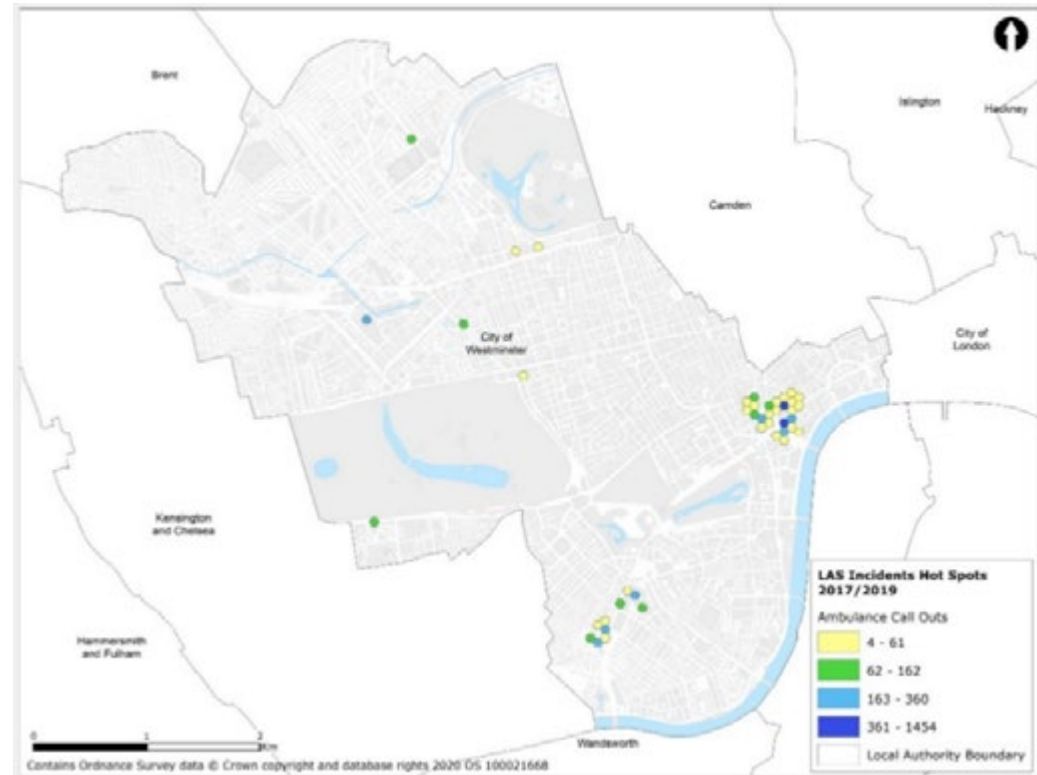 Brent
Islington
Hackney
Camden
City of
London
City of
Westminster
Kensington
and Chelsea
Hammersmith
and Fulham
Wandsworth
LAS Incidents Hot Spots
2017/2019
Ambulance Call Outs
4 - 61
62 - 162
163 - 360
361 - 1454
Local Authority Boundary
0 1 2
Km
Contains Ordnance Survey data © Crown copyright and database rights 2020 OS 100021668